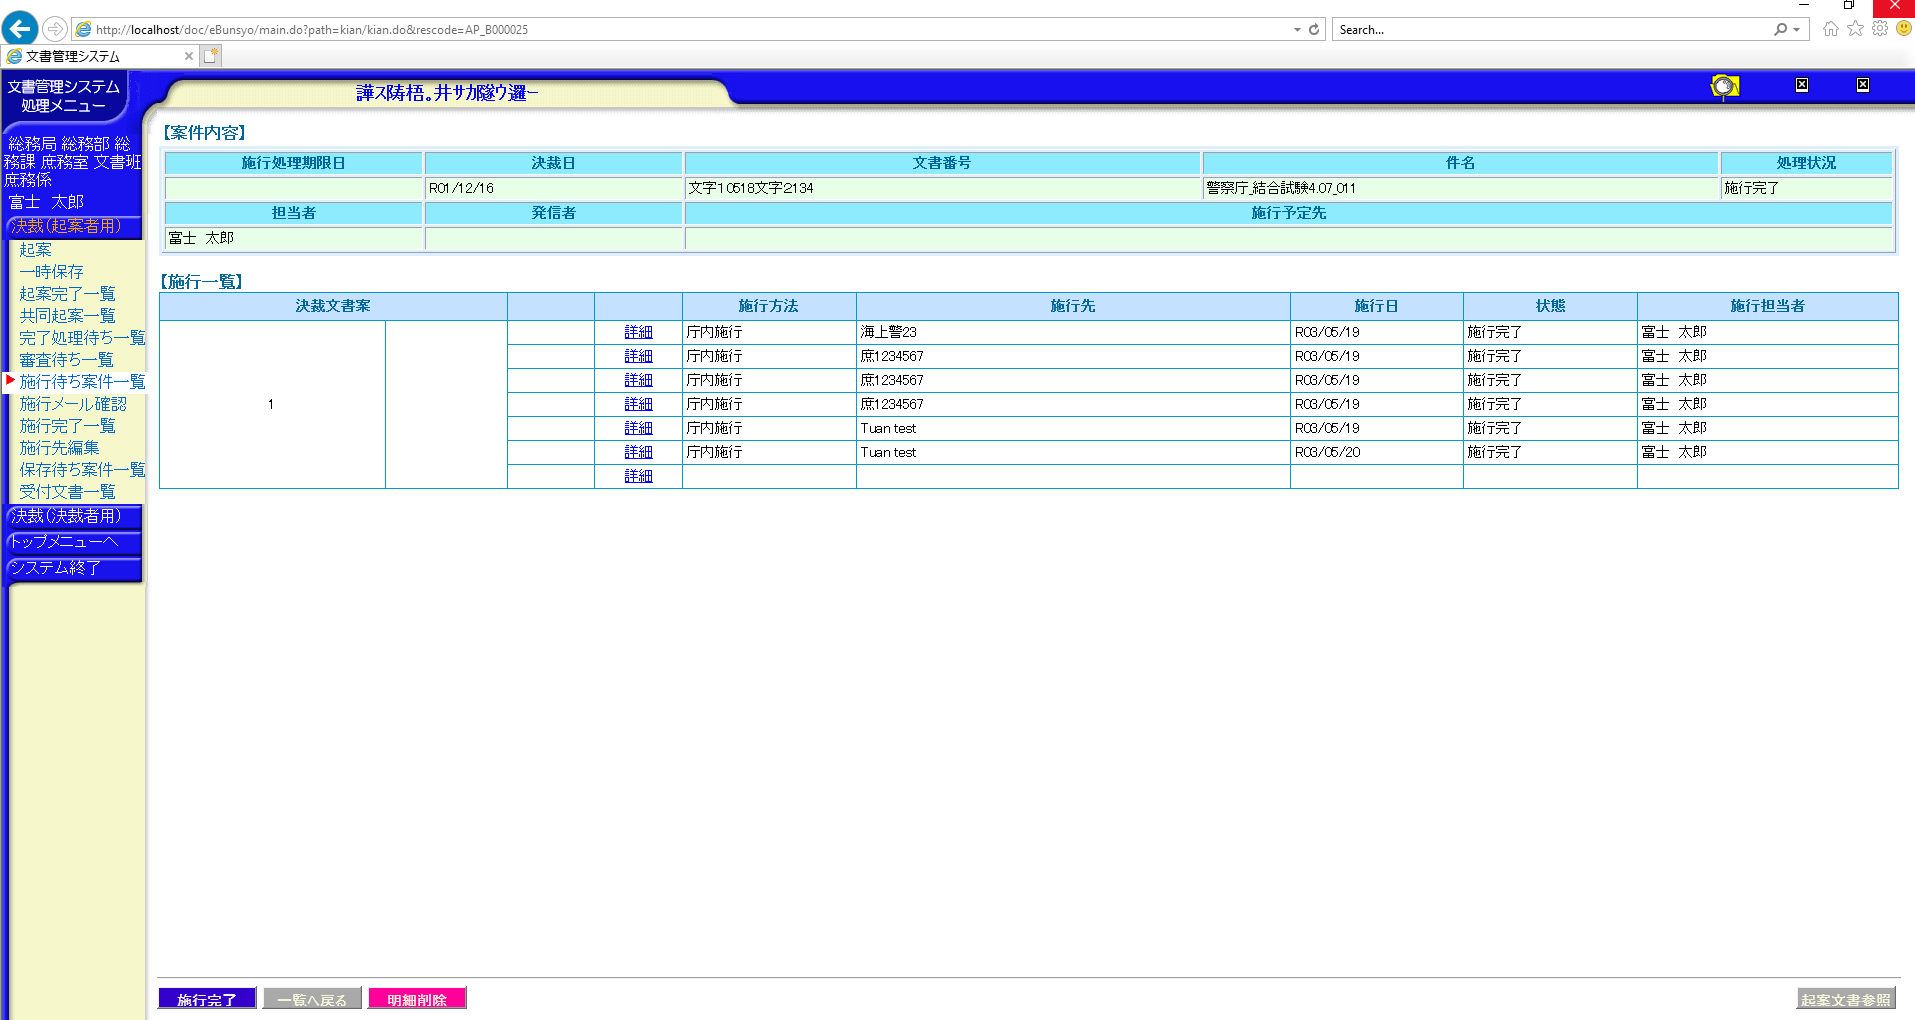 http://localhost/doc/eBunsyo/main.do?path=kian/kian.do&rescode=AP_B000025
Search...
文書管理システム
文書管理システム
処理メニュー
総務局 総務部 総
務課 庶務室 文書班
庶務係
富士 太郎
決裁(起案者用)
起案
一時保存
起案完了一覧
共同起案一覧
完了処理待ち一覧
審査待ち一覧
施行待ち案件一覧
施行メール確認
施行完了一覧
施行先編集
保存待ち案件一覧
受付文書一覧
決裁(決裁者用)
トップメニューへ
システム終了
【案件内容】
施行処理期限日 決裁日 文書番号 件名 処理状況
R01/12/16 文字10518文字2134 警察庁_結合試験4.07_011 施行完了
担当者 発信者 施行予定先
富士 太郎
【施行一覧】
決裁文書案 施行方法 施行先 施行日 状態 施行担当者
1
詳細 庁内施行 海上警23 R03/05/19 施行完了 富士 太郎
詳細 庁内施行 庶1234567 R03/05/19 施行完了 富士 太郎
詳細 庁内施行 庶1234567 R03/05/19 施行完了 富士 太郎
詳細 庁内施行 庶1234567 R03/05/19 施行完了 富士 太郎
詳細 庁内施行 Tuan test R03/05/19 施行完了 富士 太郎
詳細 庁内施行 Tuan test R03/05/20 施行完了 富士 太郎
詳細
施行完了 一覧へ戻る 明細削除 起案文書参照